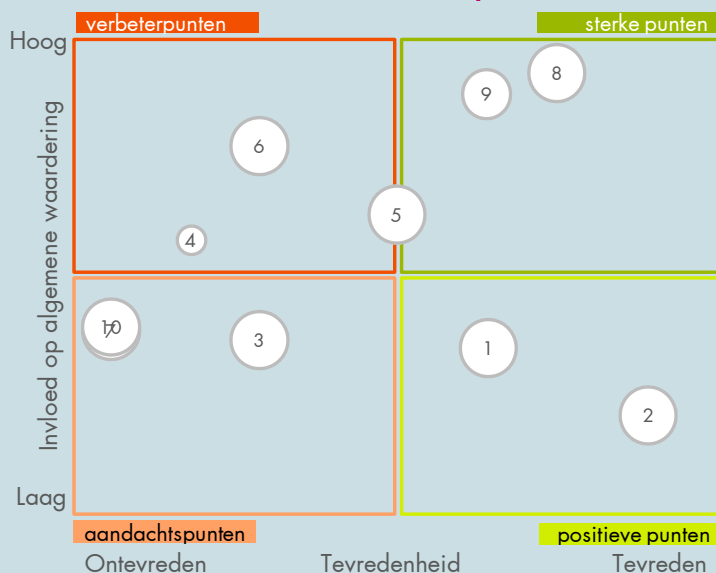 verbeterpunten
sterke punten
Hoog
8
9
6
5
4
Invloed op algemene waardering
10
7
3
1
2
Laag
aandachtspunten
positieve punten
Ontevreden
Tevredenheid
Tevreden